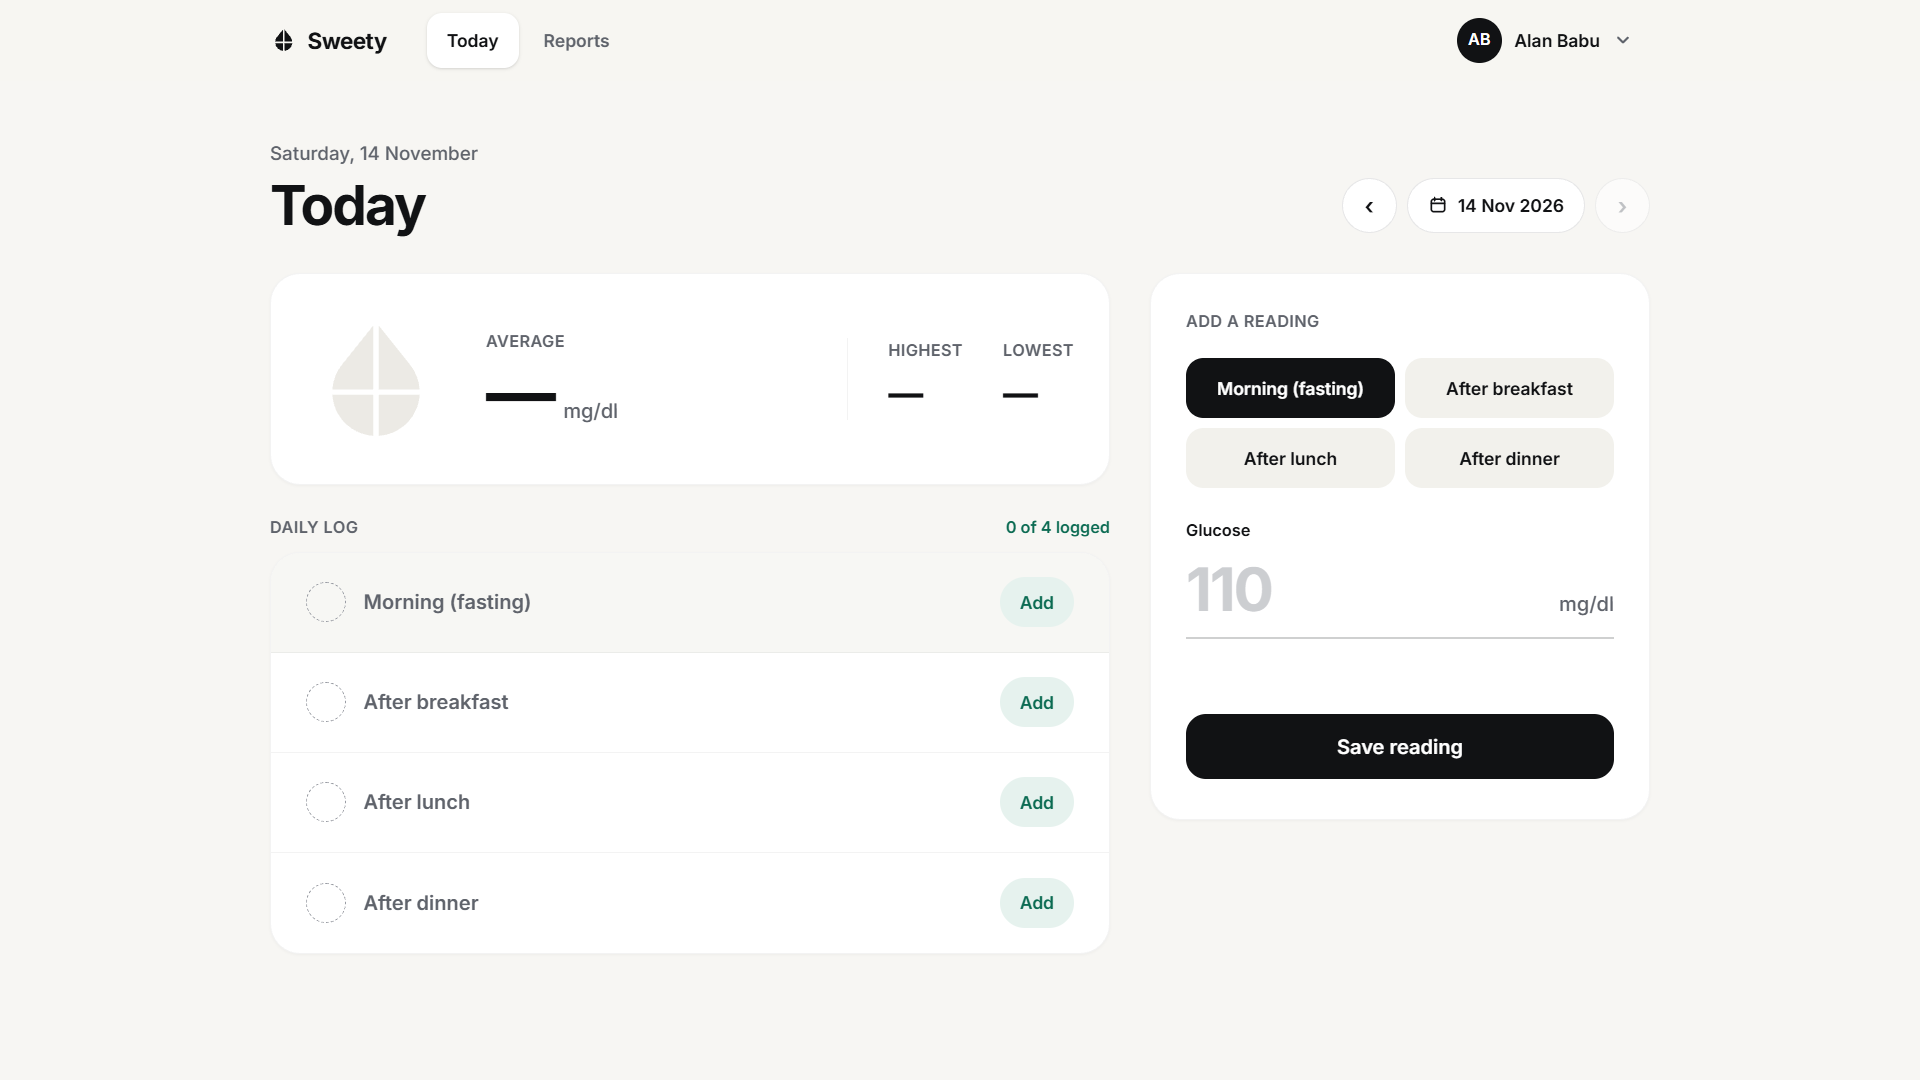 Sweety
Today
Reports
AB
Alan Babu
Saturday, 14 November
Today
‹
14 Nov 2026
›
AVERAGE
— mg/dl
HIGHEST
—
LOWEST
—
DAILY LOG
0 of 4 logged
Morning (fasting)
Add
After breakfast
Add
After lunch
Add
After dinner
Add
ADD A READING
Morning (fasting)
After breakfast
After lunch
After dinner
Glucose
110
mg/dl
Save reading